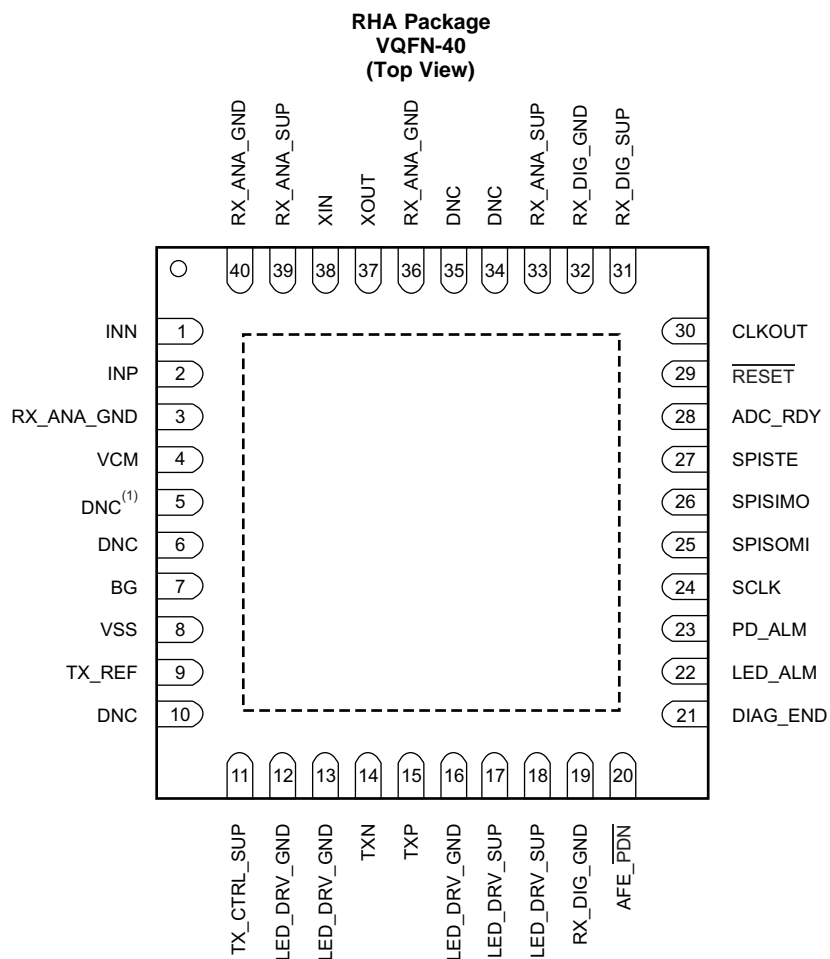 RHA Package
VQFN-40
(Top View)
RX_ANA_GND
RX_ANA_SUP
XIN
XOUT
RX_ANA_GND
DNC
DNC
RX_ANA_SUP
RX_DIG_GND
RX_DIG_SUP
40 39 38 37 36 35 34 33 32 31
INN 1
INP 2
RX_ANA_GND 3
VCM 4
DNC(1) 5
DNC 6
BG 7
VSS 8
TX_REF 9
DNC 10
30 CLKOUT
29 RESET
28 ADC_RDY
27 SPISTE
26 SPISIMO
25 SPISOMI
24 SCLK
23 PD_ALM
22 LED_ALM
21 DIAG_END
11 12 13 14 15 16 17 18 19 20
TX_CTRL_SUP
LED_DRV_GND
LED_DRV_GND
TXN
TXP
LED_DRV_GND
LED_DRV_SUP
LED_DRV_SUP
RX_DIG_GND
AFE_PDN